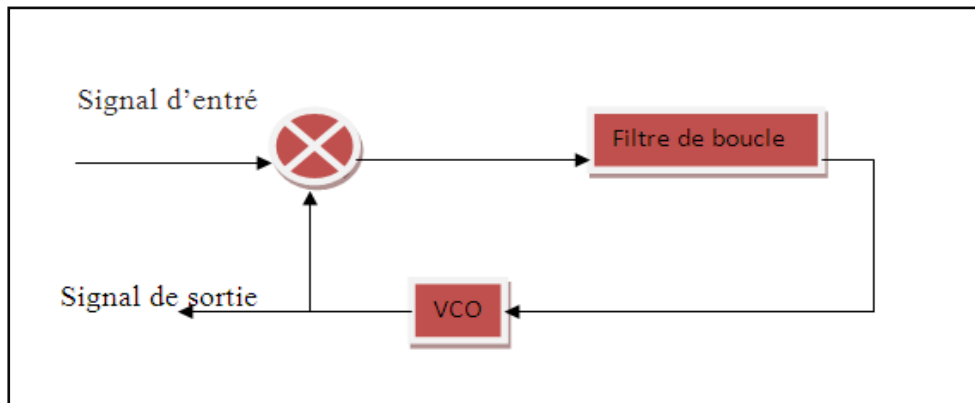 Signal d'entré
Filtre de boucle
Signal de sortie
VCO